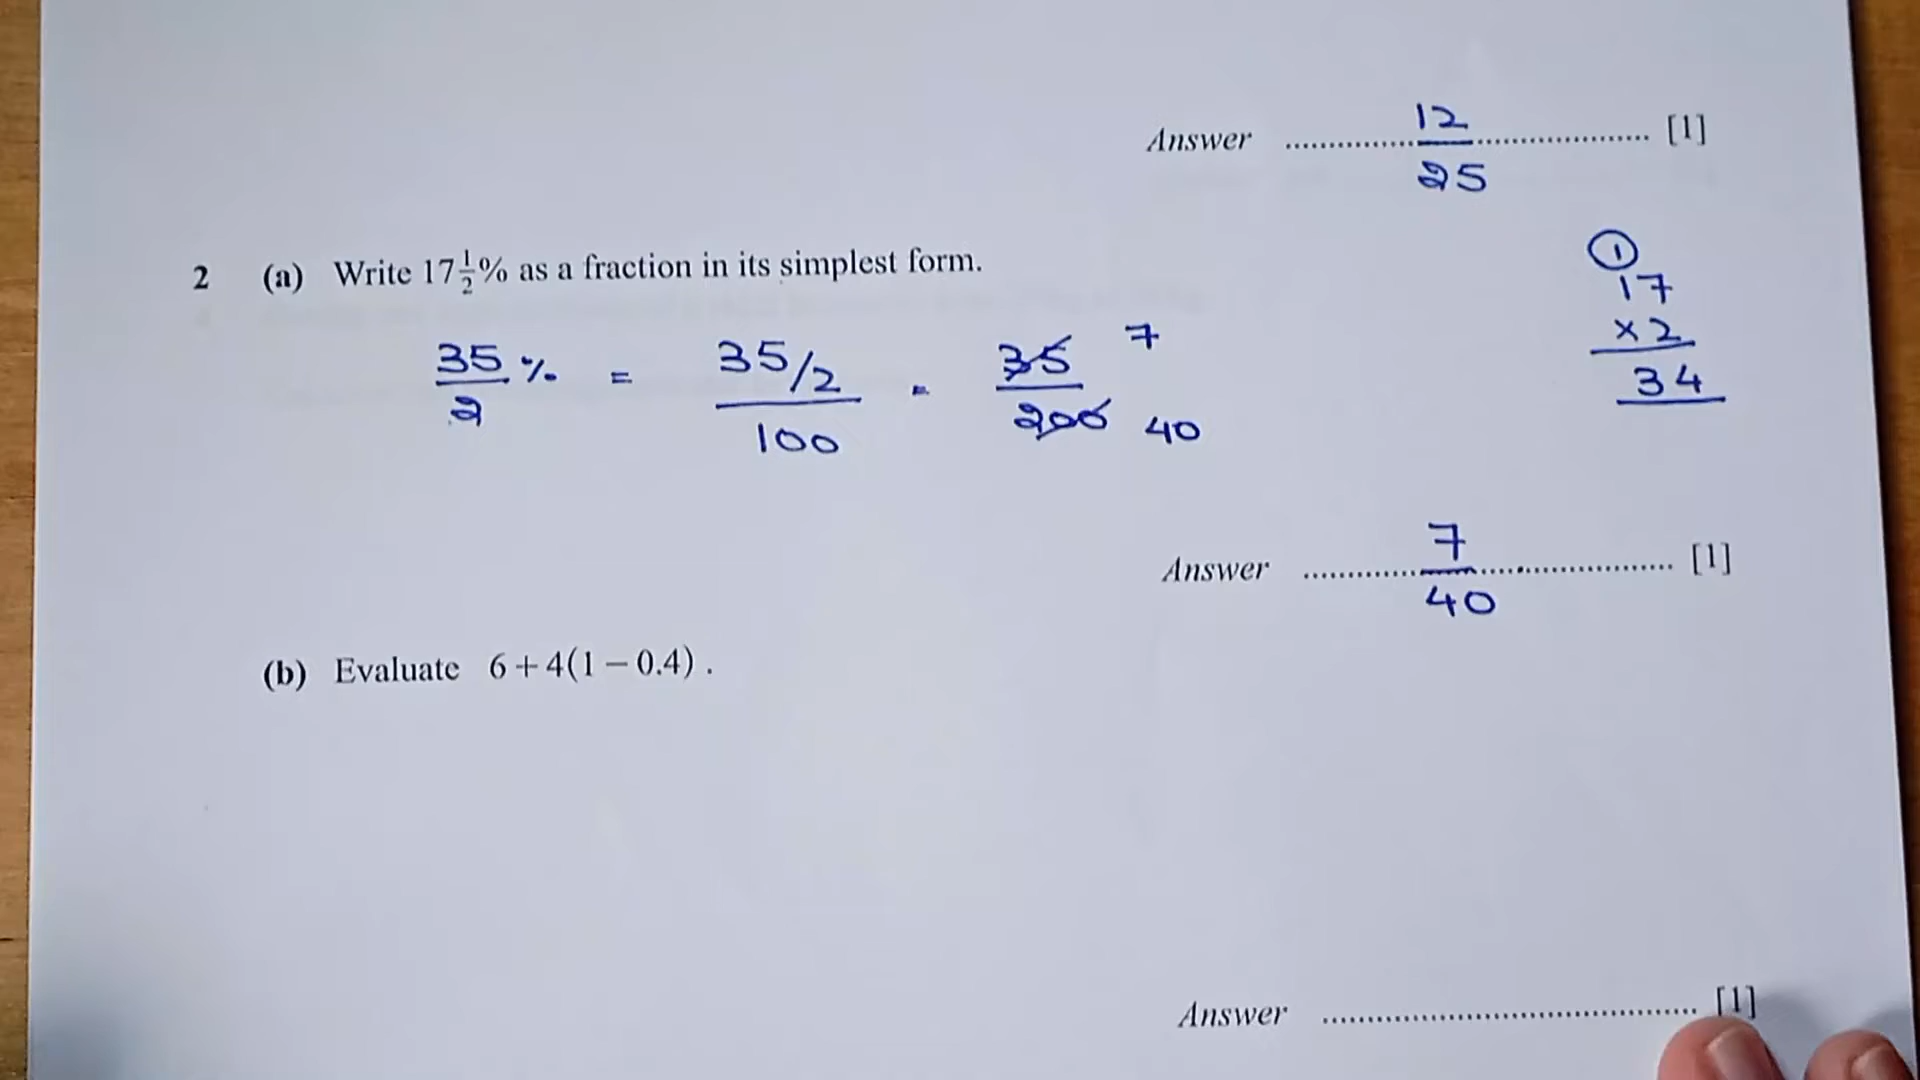 Answer ........ 12/25 ........ [1]
2 (a) Write 17 1/2% as a fraction in its simplest form.
35/2 % = (35/2)/100 = 35/200 7/40
1
17
×2
34
Answer ........ 7/40 ........ [1]
(b) Evaluate 6 + 4(1 − 0.4) .
Answer ........ [1]